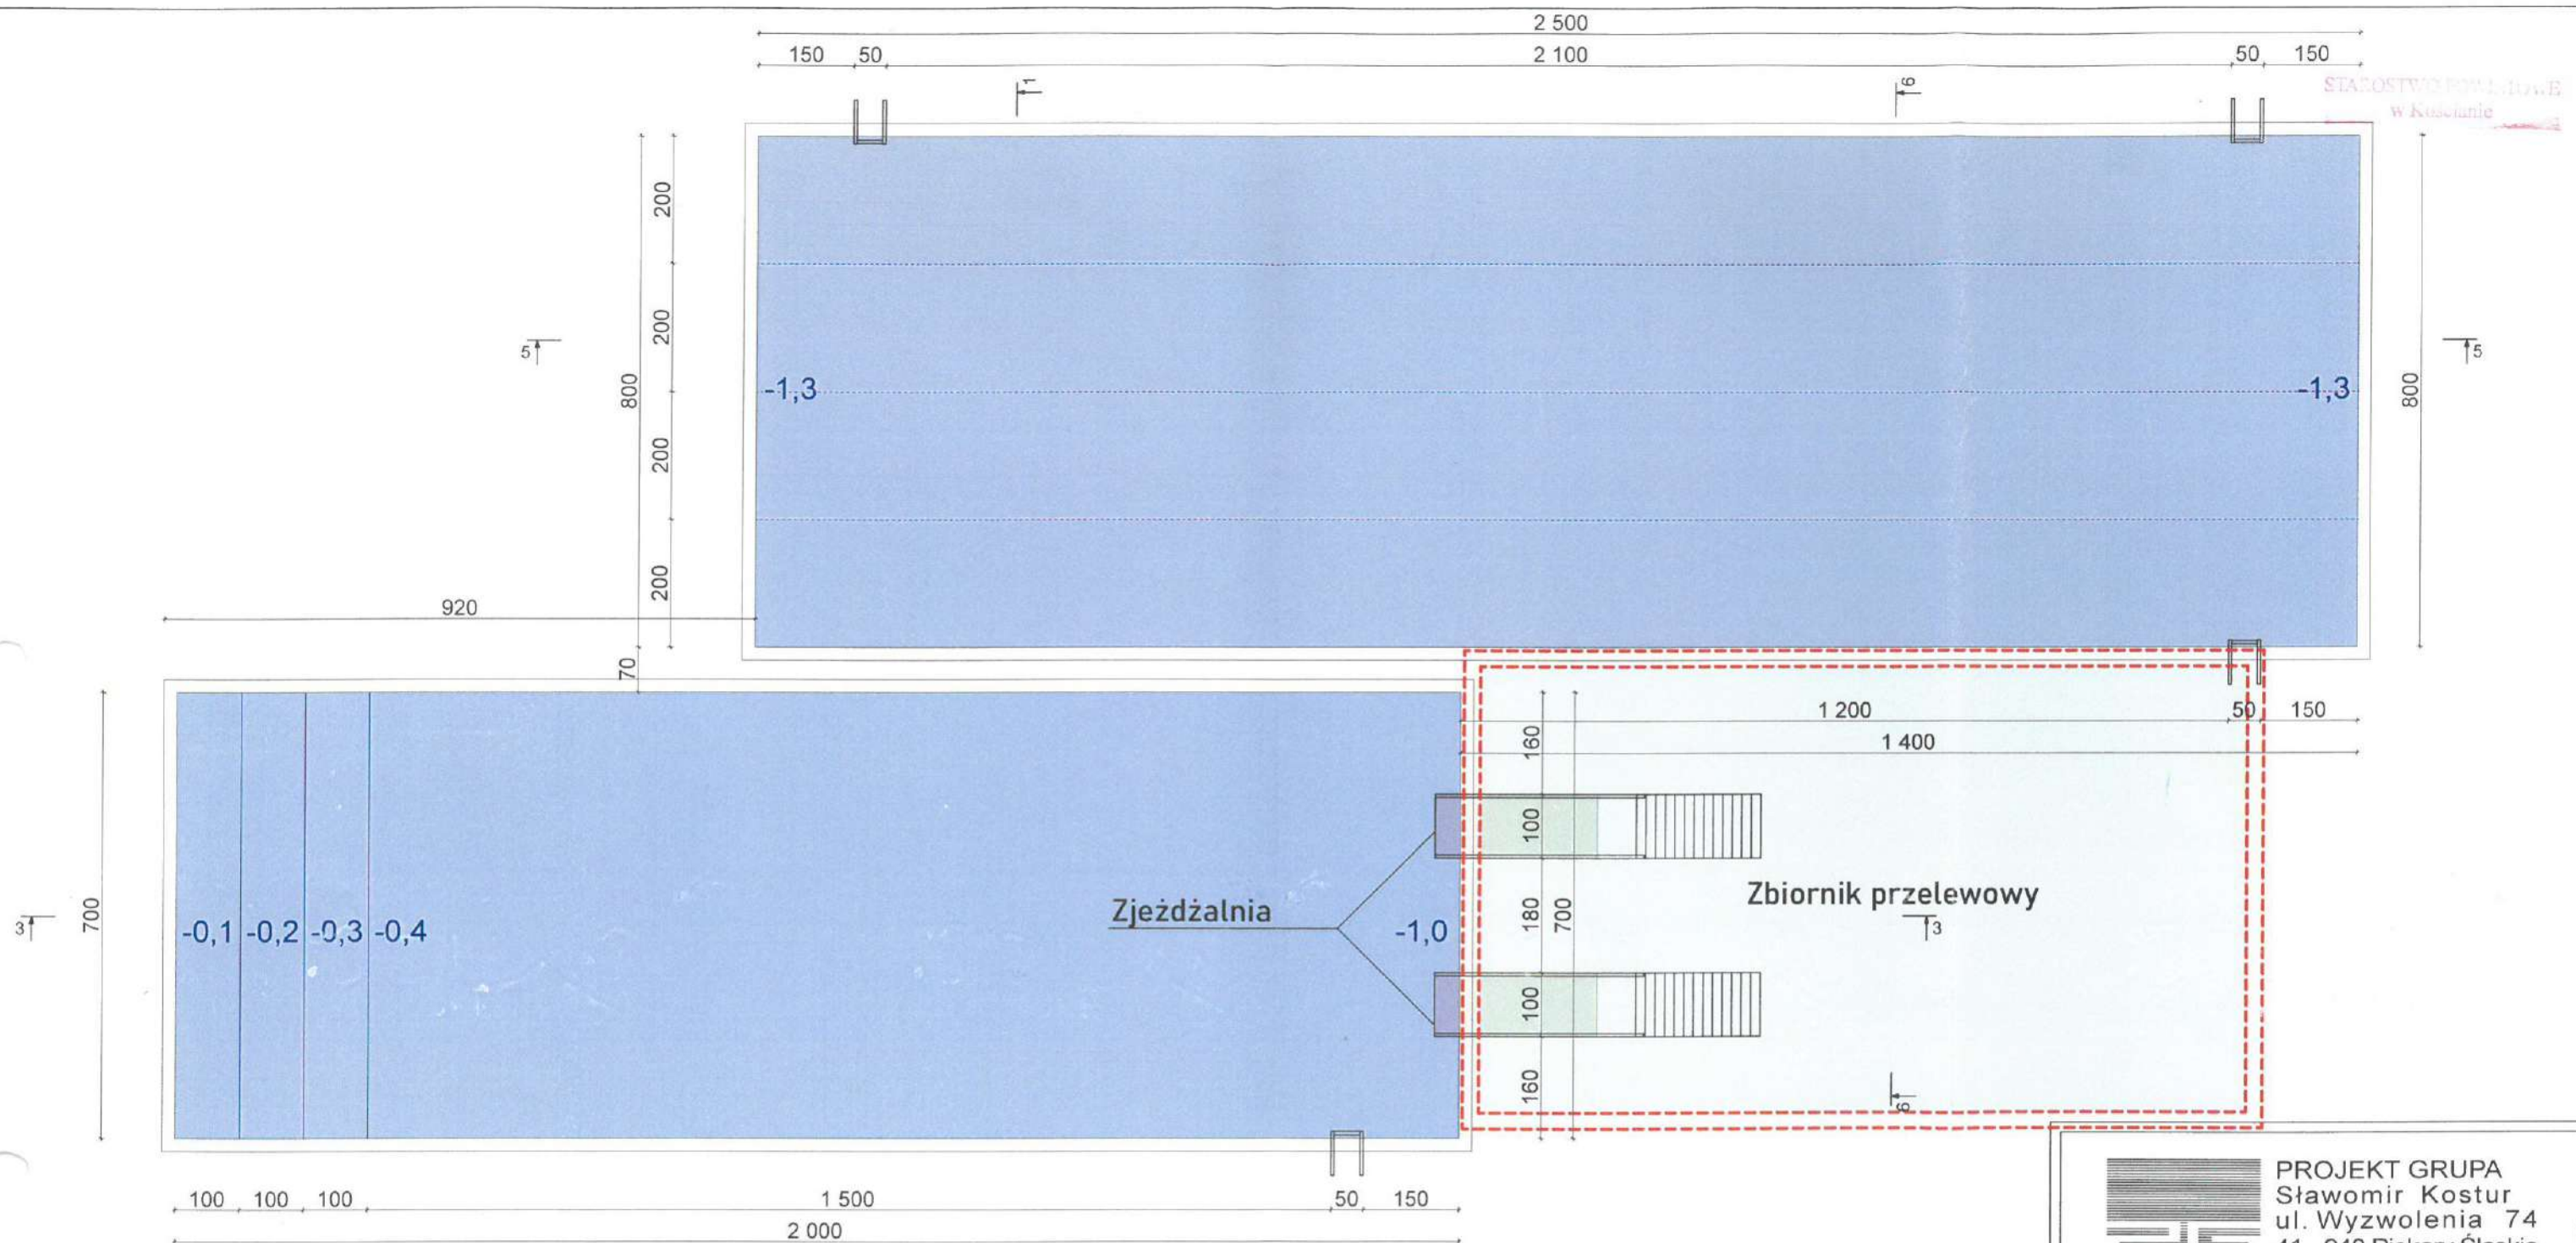 2 500
150 50 2 100 50 150
1 6
w Kościanie
200
200
200
200
800
800
5 5
-1,3 -1,3
920
70
1 200 50 150
1 400
160
100
180
100
160
700
700
Zjeżdżalnia
Zbiornik przelewowy
3 3
-0,1 -0,2 -0,3 -0,4 -1,0
6
100 100 100 1 500 50 150
2 000
PROJEKT GRUPA
Sławomir Kostur
ul. Wyzwolenia 74